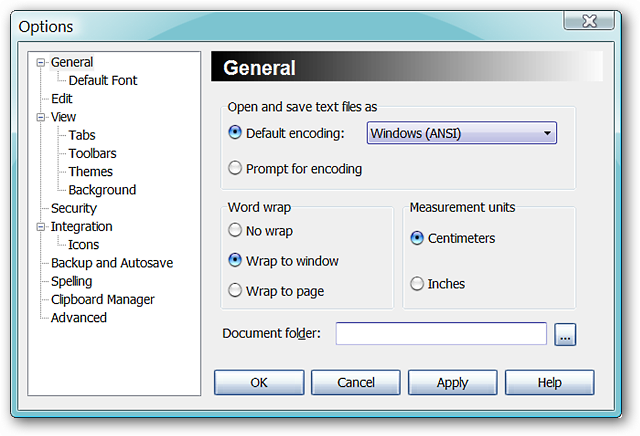 Options
General
Default Font
Edit
View
Tabs
Toolbars
Themes
Background
Security
Integration
Icons
Backup and Autosave
Spelling
Clipboard Manager
Advanced
General
Open and save text files as
Default encoding: Windows (ANSI)
Prompt for encoding
Word wrap
No wrap
Wrap to window
Wrap to page
Measurement units
Centimeters
Inches
Document folder: ...
OK Cancel Apply Help